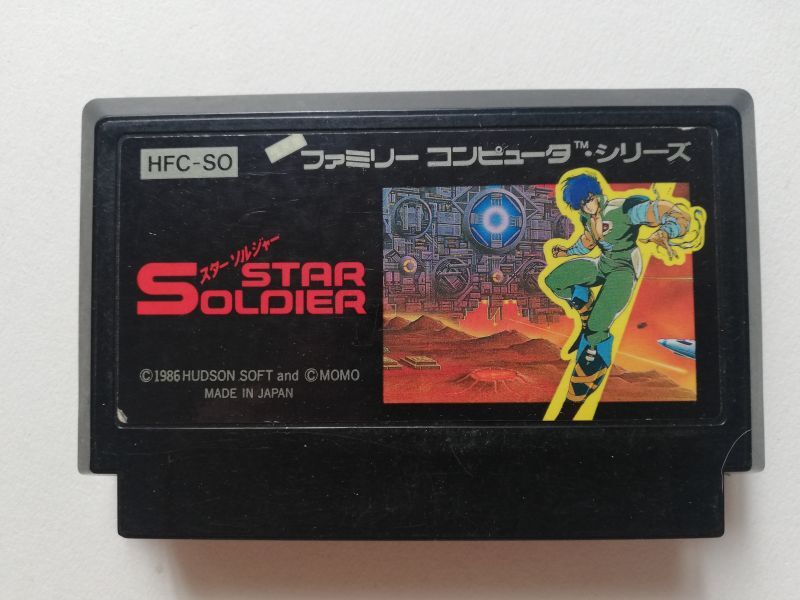 HFC-SO
ファミリー コンピュータ™・シリーズ
スター ソルジャー
STAR
SOLDIER
©1986 HUDSON SOFT and ©MOMO
MADE IN JAPAN